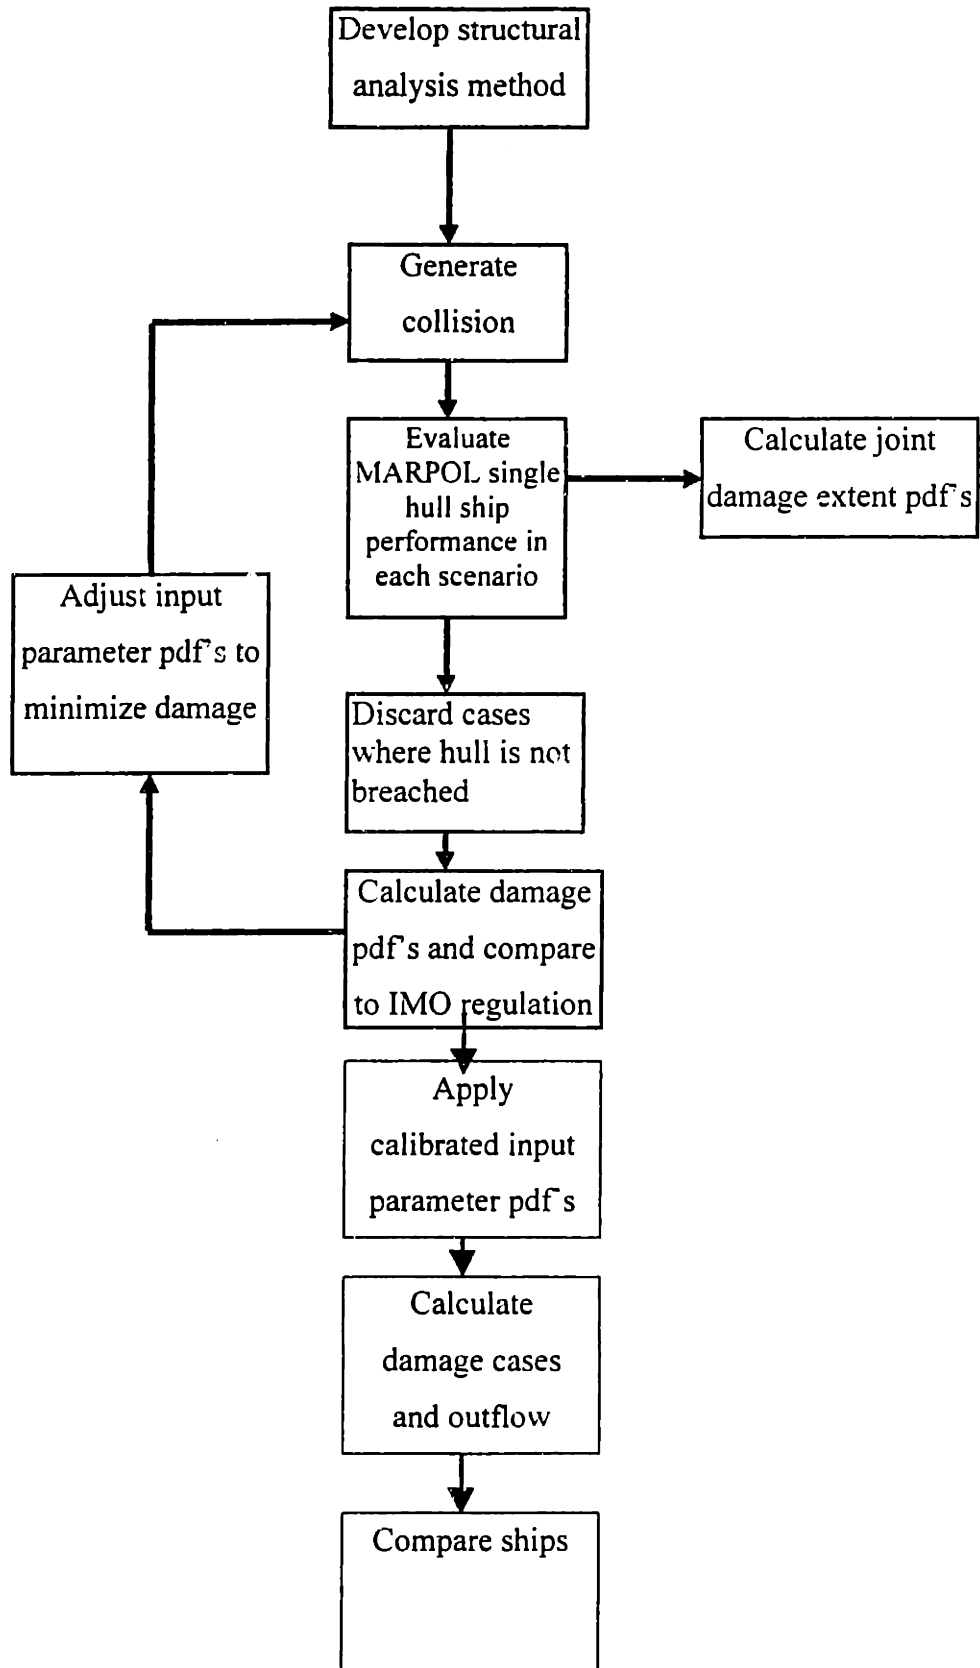 Develop structural
analysis method
Generate
collision
Evaluate
MARPOL single
hull ship
performance in
each scenario
Calculate joint
damage extent pdf's
Adjust input
parameter pdf's to
minimize damage
Discard cases
where hull is not
breached
Calculate damage
pdf's and compare
to IMO regulation
Apply
calibrated input
parameter pdf's
Calculate
damage cases
and outflow
Compare ships